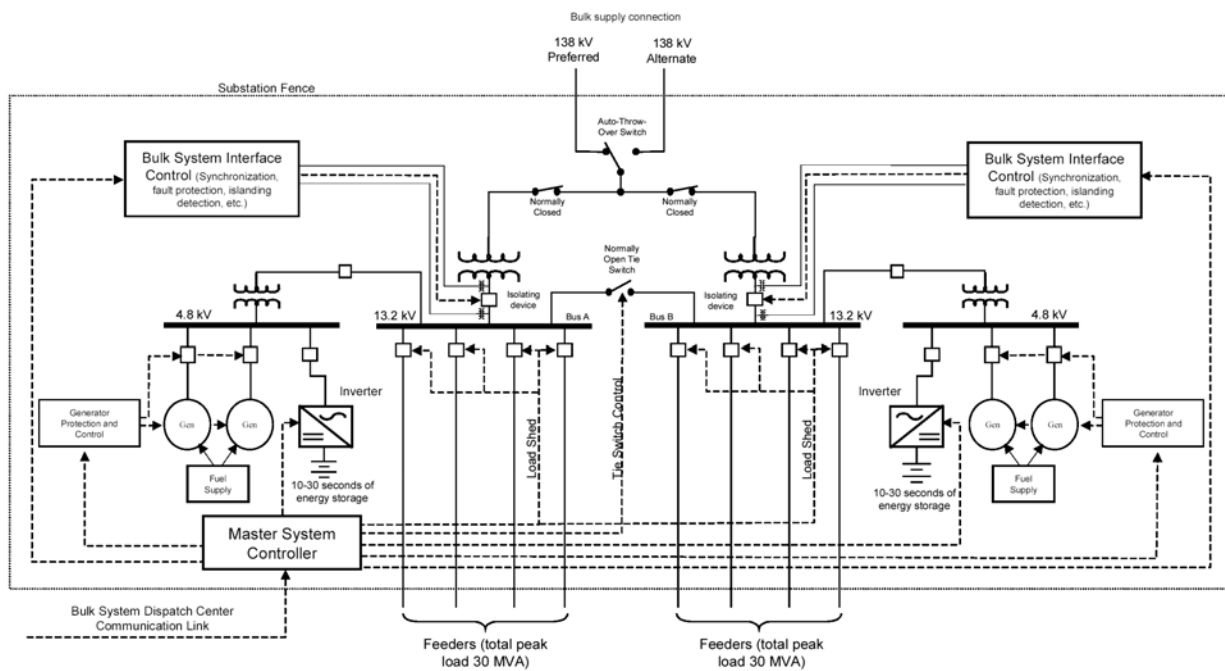 Bulk supply connection
138 kV
Preferred
138 kV
Alternate
Substation Fence
Auto-Throw-
Over Switch
Bulk System Interface
Control (Synchronization,
fault protection, islanding
detection, etc.)
Bulk System Interface
Control (Synchronization,
fault protection, islanding
detection, etc.)
Normally
Closed
Normally
Closed
Normally
Open Tie
Switch
Isolating
device
Isolating
device
4.8 kV
13.2 kV
Bus A
Bus B
13.2 kV
4.8 kV
Inverter
Inverter
Generator
Protection and
Control
Gen
Gen
Gen
Gen
Generator
Protection and
Control
Fuel
Supply
Fuel
Supply
10-30 seconds of
energy storage
10-30 seconds of
energy storage
Load Shed
Tie Switch Control
Load Shed
Master System
Controller
Bulk System Dispatch Center
Communication Link
Feeders (total peak
load 30 MVA)
Feeders (total peak
load 30 MVA)